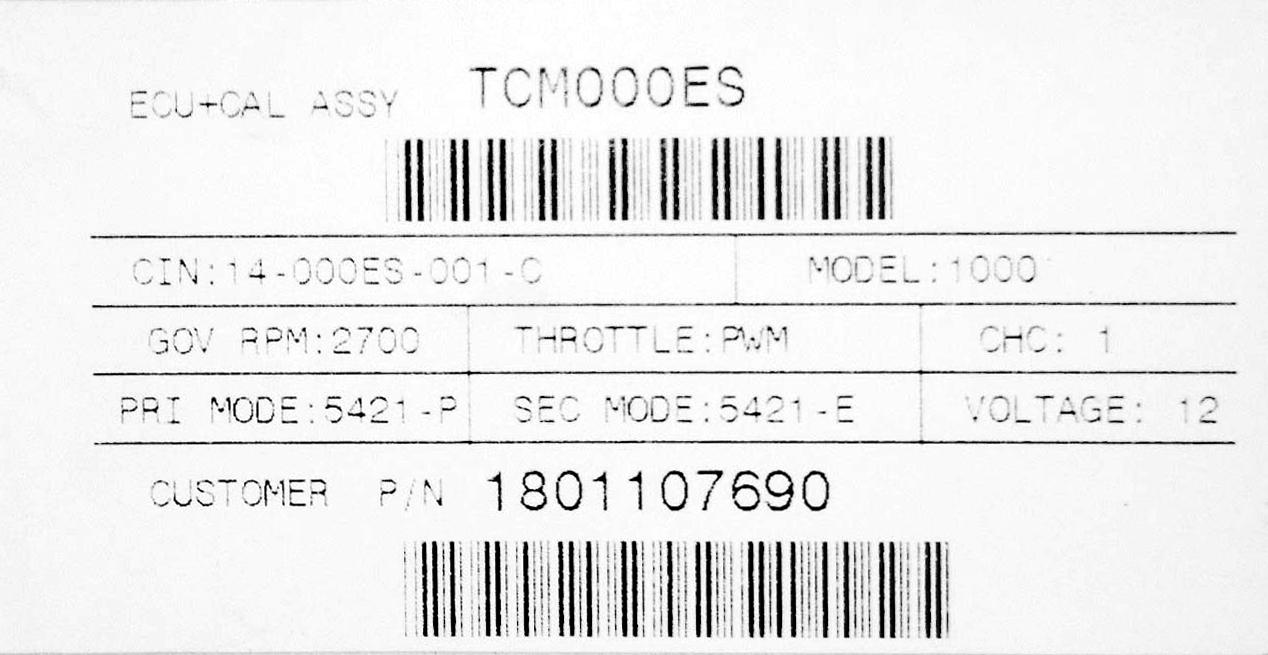 ECU+CAL ASSY TCM000ES
CIN:14-000ES-001-C MODEL:1000
GOV RPM:2700 THROTTLE:PWM CHC: 1
PRI MODE:5421-P SEC MODE:5421-E VOLTAGE: 12
CUSTOMER P/N 1801107690